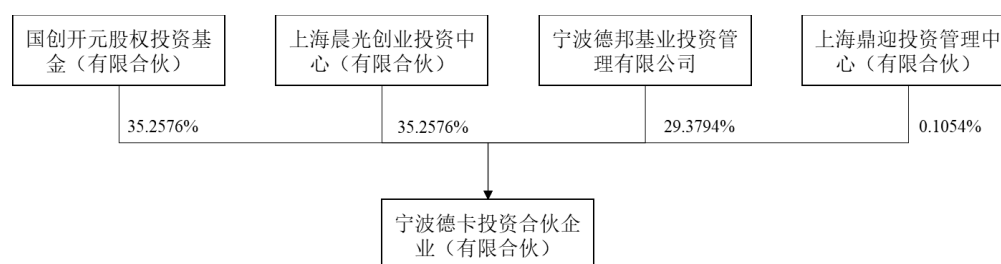 国创开元股权投资基
金（有限合伙）
上海晨光创业投资中
心（有限合伙）
宁波德邦基业投资管
理有限公司
上海鼎迎投资管理中
心（有限合伙）
35.2576%
35.2576%
29.3794%
0.1054%
宁波德卡投资合伙企
业（有限合伙）